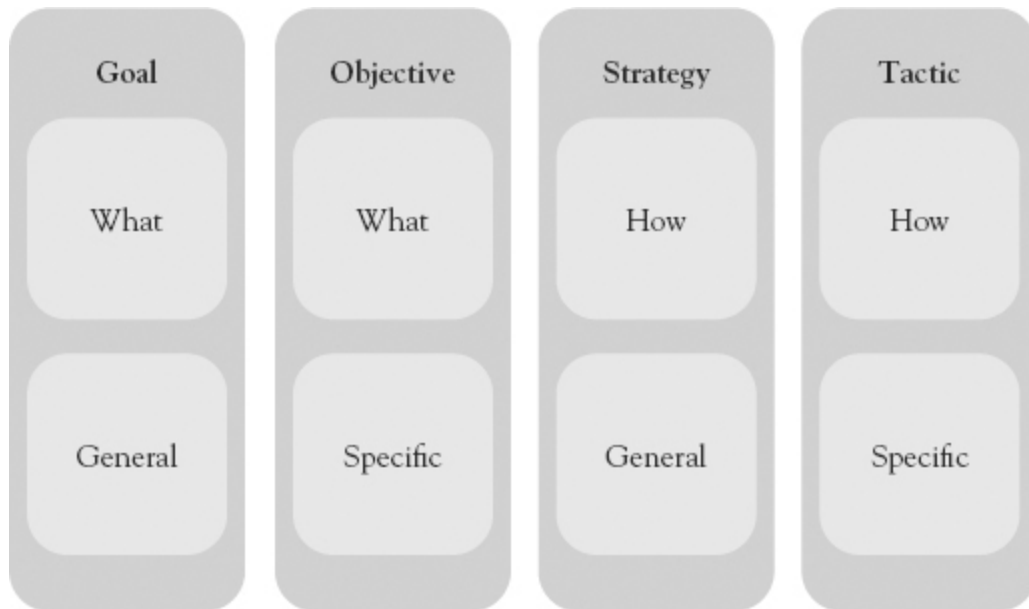 Goal
What
General
Objective
What
Specific
Strategy
How
General
Tactic
How
Specific